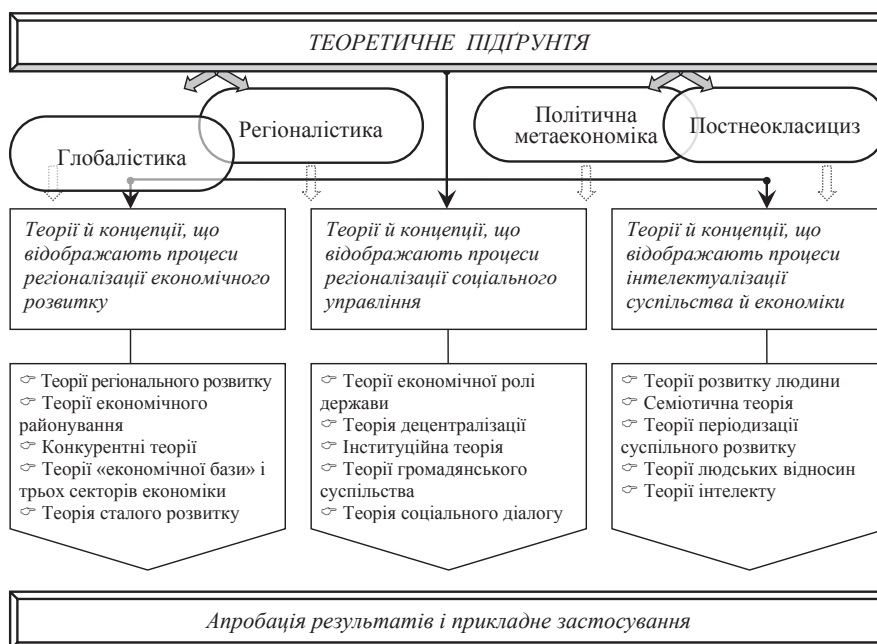 ТЕОРЕТИЧНЕ ПІДҐРУНТЯ
Глобалістика
Регіоналістика
Політична
метаекономіка
Постнеокласициз
Теорії й концепції, що
відображають процеси
регіоналізації економічного
розвитку
Теорії й концепції, що
відображають процеси
регіоналізації соціального
управління
Теорії й концепції, що
відображають процеси
інтелектуалізації
суспільства й економіки
Теорії регіонального розвитку
Теорії економічного
районування
Конкурентні теорії
Теорії «економічної бази» і
трьох секторів економіки
Теорія сталого розвитку
Теорії економічної ролі
держави
Теорія децентралізації
Інституційна теорія
Теорії громадянського
суспільства
Теорія соціального діалогу
Теорії розвитку людини
Семіотична теорія
Теорії періодизації
суспільного розвитку
Теорії людських відносин
Теорії інтелекту
Апробація результатів і прикладне застосування